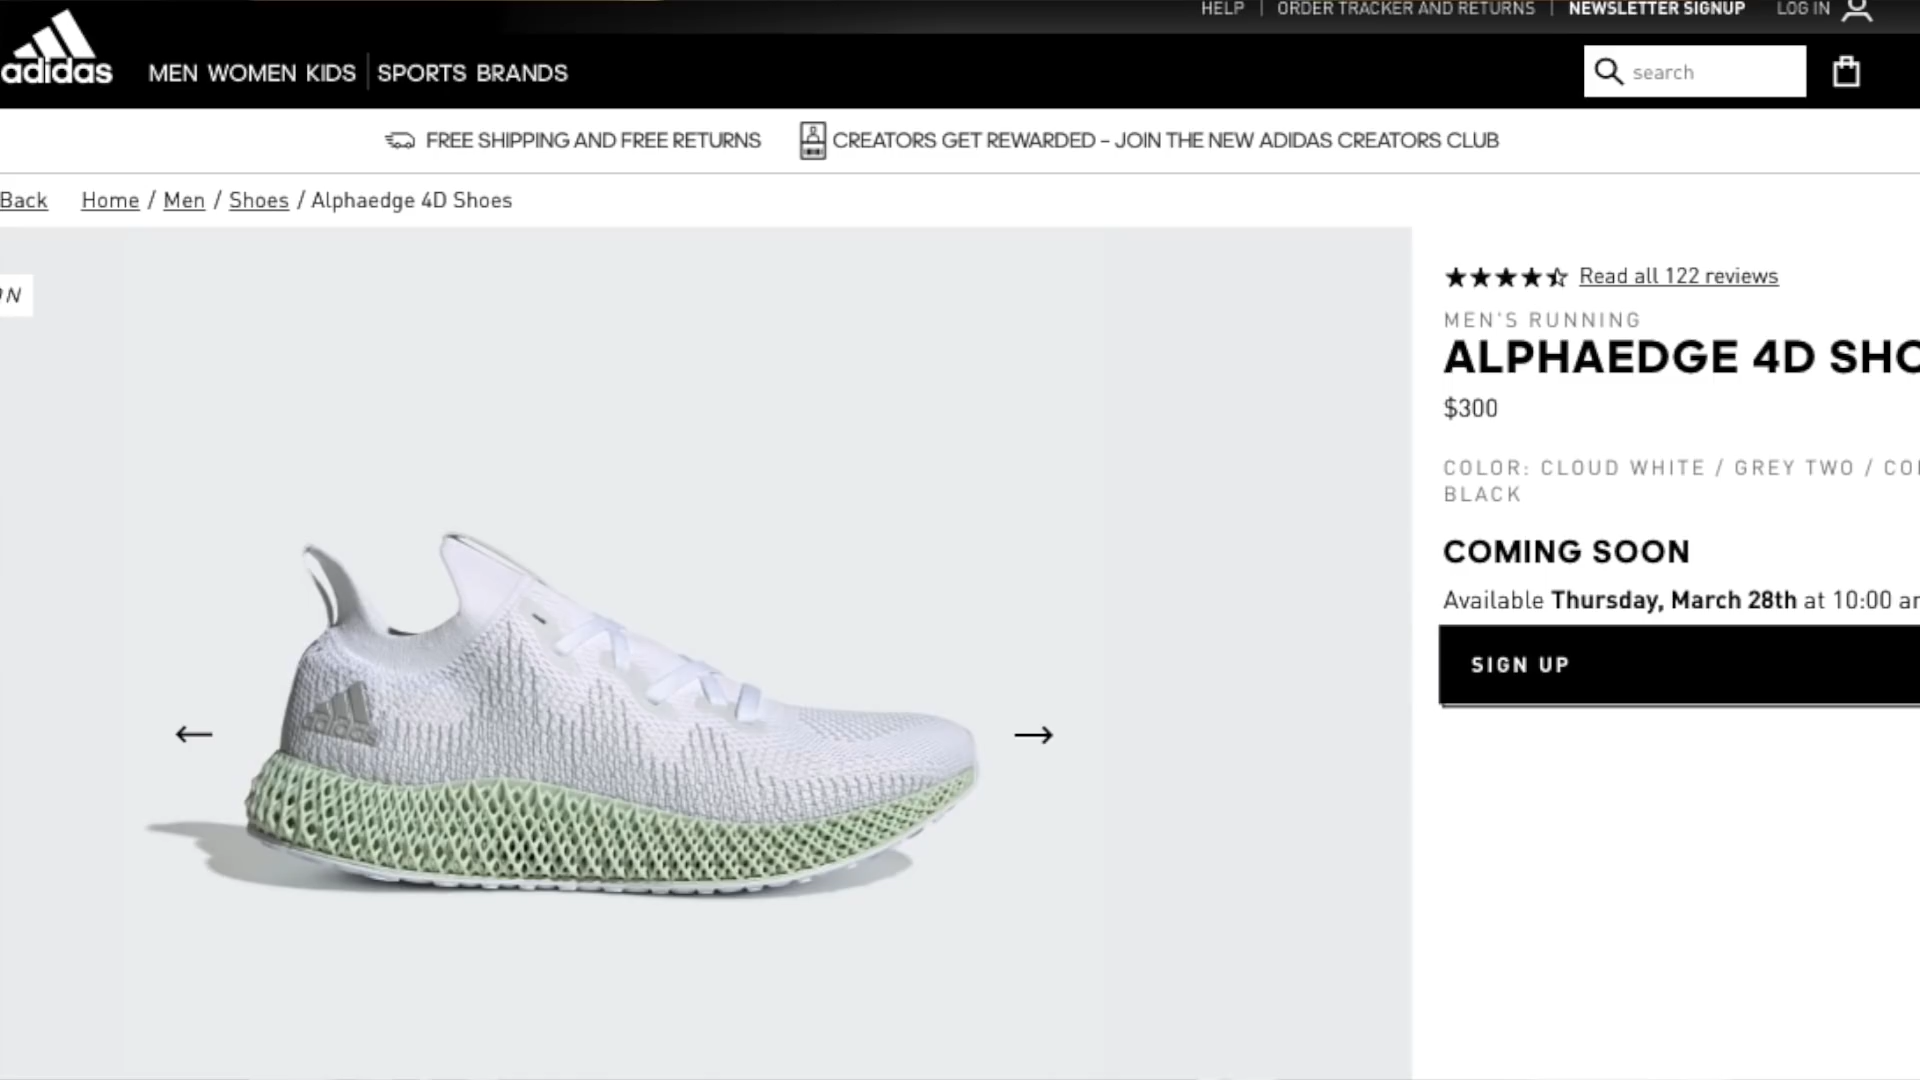 HELP | ORDER TRACKER AND RETURNS | NEWSLETTER SIGNUP LOG IN
adidas
MEN WOMEN KIDS SPORTS BRANDS
search
FREE SHIPPING AND FREE RETURNS
CREATORS GET REWARDED – JOIN THE NEW ADIDAS CREATORS CLUB
Back Home / Men / Shoes / Alphaedge 4D Shoes
Read all 122 reviews
MEN'S RUNNING
ALPHAEDGE 4D
$300
COLOR: CLOUD WHITE / GREY TWO /
BLACK
COMING SOON
Available Thursday, March 28th at 10:00
SIGN UP
adidas